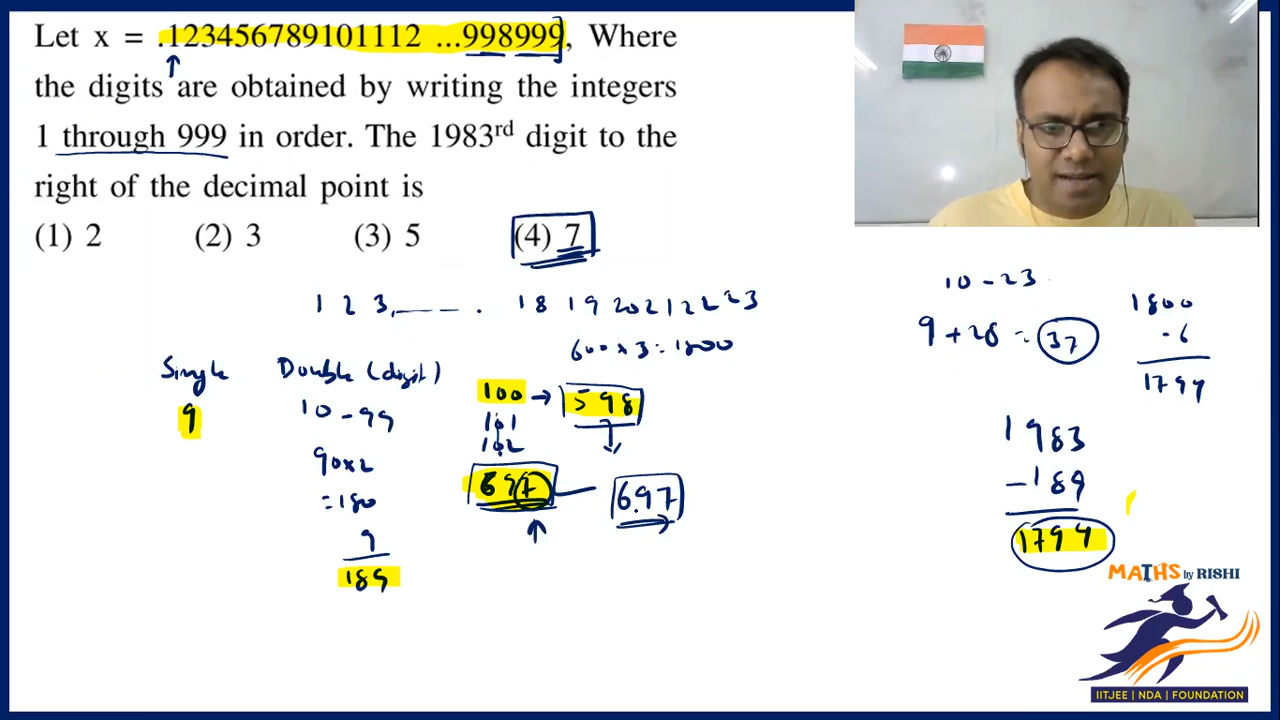 Let x = .123456789101112 ...998999, Where
the digits are obtained by writing the integers
1 through 999 in order. The 1983rd digit to the
right of the decimal point is
(1) 2 (2) 3 (3) 5 (4) 7
1 2 3, ---- . 18 19 20 21 22 23
600 x 3 = 1800
10 - 23
9 + 28 = 37
1800
- 6
1794
Single
9
Double (digit)
10 - 99
90x2
= 180
9
189
100 → 598
101
102
697 697
1983
- 189
1794
MATHS by RISHI
IITJEE | NDA | FOUNDATION